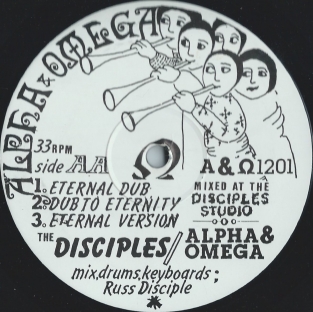 ALPHA & OMEGA
33RPM
side AA
Ω
A & Ω 1201
1. ETERNAL DUB
2. DUB TO ETERNITY
3. ETERNAL VERSION
MIXED AT THE
DISCIPLES
STUDIO
THE DISCIPLES/
ALPHA &
OMEGA
mix, drums, keyboards;
Russ Disciple